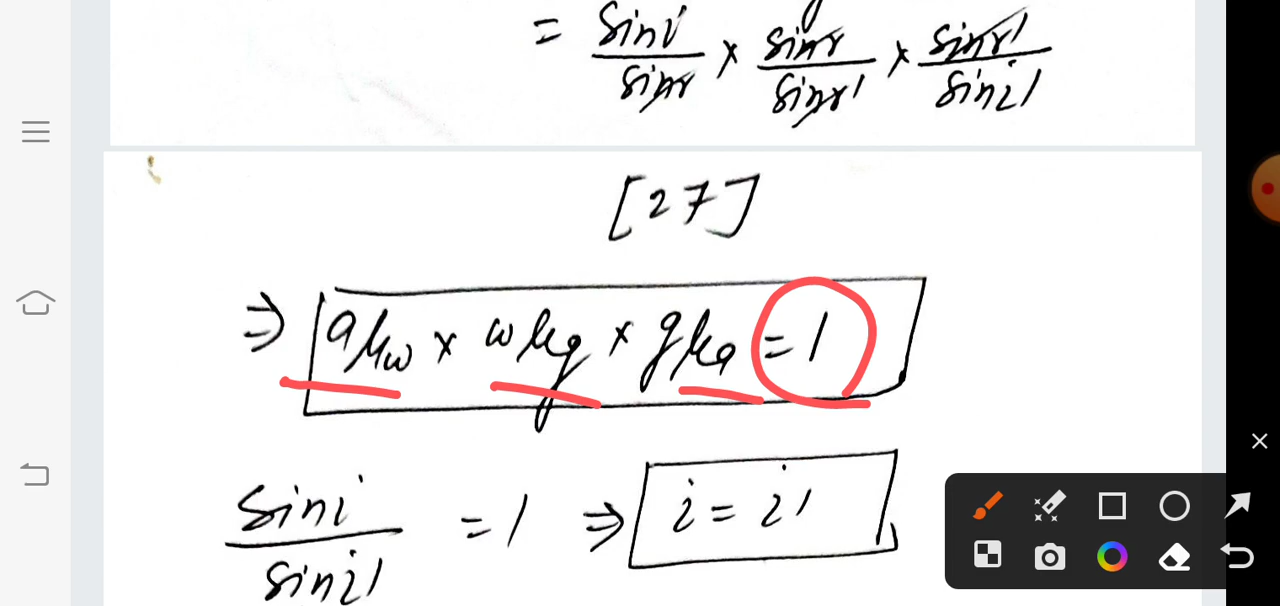 = sin i / sin r × sin r / sin r' × sin r' / sin i'
[27]
⇒ aμw × wμg × gμa = 1
sin i / sin i' = 1 ⇒ i = i'